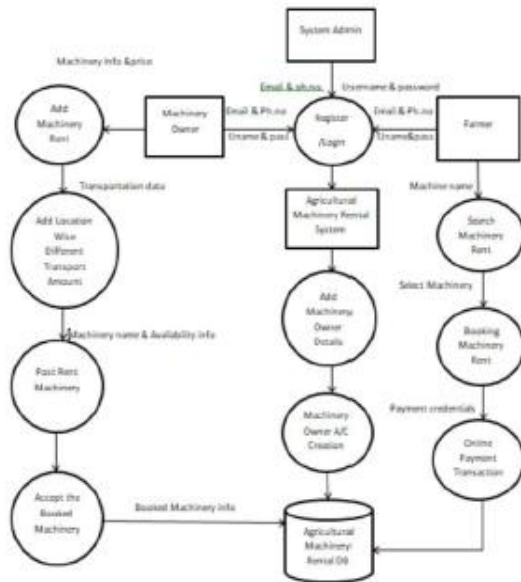 System Admin
Machinery Info &price
Email & ph.no.
Username & password
Add
Machinery
Rent
Machinery
Owner
Email & Ph.no
Uname & pass
Register
/Login
Email & Ph.no
Uname&pass
Farmer
Transportation data
Machine name
Agricultural
Machinery Rental
System
Add Location
Wise
Different
Transport
Amount
Search
Machinery
Rent
Select Machinery
Add
Machinery
Owner
Details
Machinery name & Availability info
Booking
Machinery
Rent
Post Rent
Machinery
Payment credentials
Machinery
Owner A/C
Creation
Online
Payment
Transaction
Accept the
Booked
Machinery
Booked Machinery info
Agricultural
Machinery
Rental DB